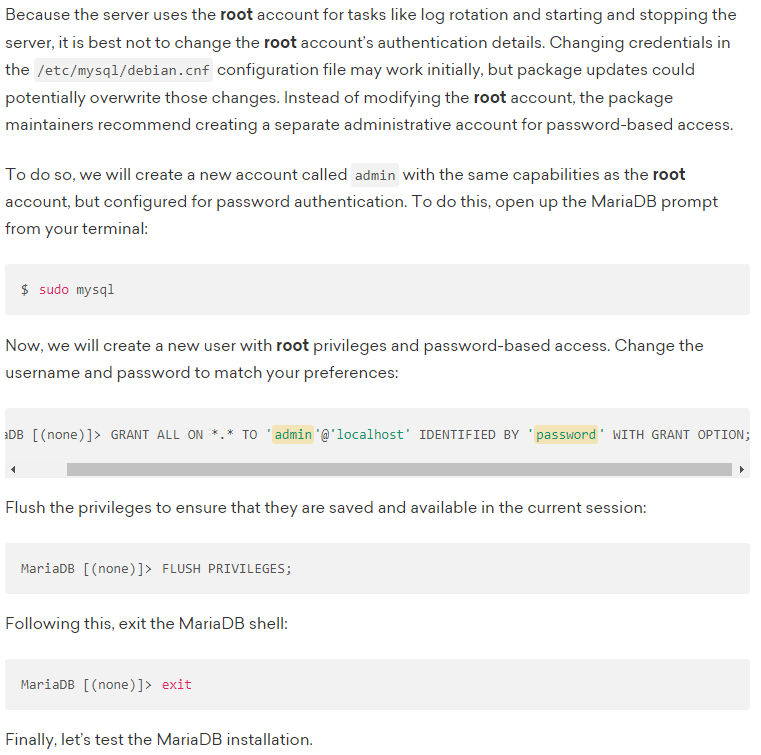 Because the server uses the root account for tasks like log rotation and starting and stopping the
server, it is best not to change the root account’s authentication details. Changing credentials in
the /etc/mysql/debian.cnf configuration file may work initially, but package updates could
potentially overwrite those changes. Instead of modifying the root account, the package
maintainers recommend creating a separate administrative account for password-based access.
To do so, we will create a new account called admin with the same capabilities as the root
account, but configured for password authentication. To do this, open up the MariaDB prompt
from your terminal:
$ sudo mysql
Now, we will create a new user with root privileges and password-based access. Change the
username and password to match your preferences:
aDB [(none)]> GRANT ALL ON *.* TO 'admin'@'localhost' IDENTIFIED BY 'password' WITH GRANT OPTION;
Flush the privileges to ensure that they are saved and available in the current session:
MariaDB [(none)]> FLUSH PRIVILEGES;
Following this, exit the MariaDB shell:
MariaDB [(none)]> exit
Finally, let’s test the MariaDB installation.